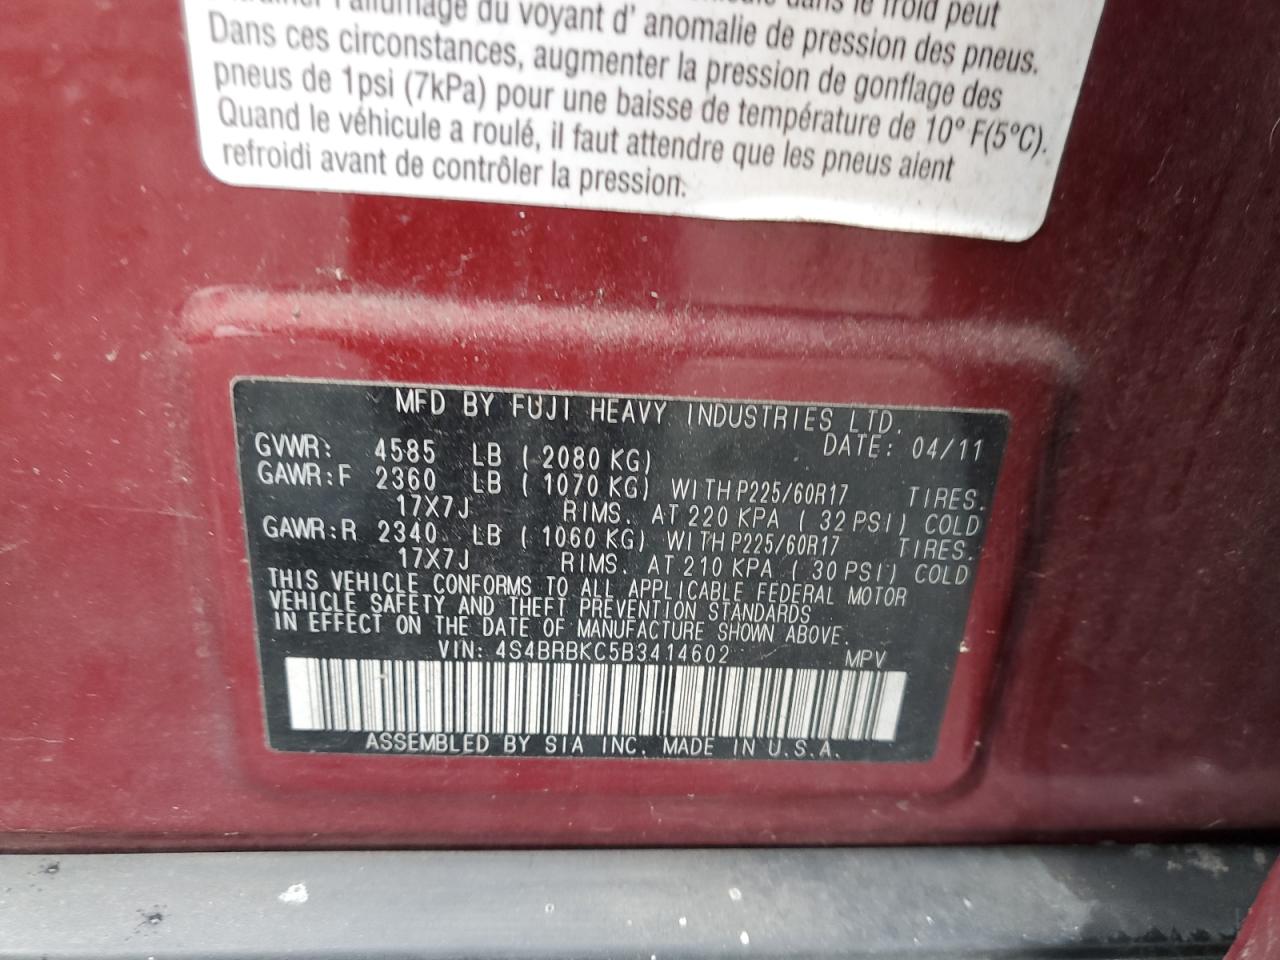 dans le froid peut
l'allumage du voyant d' anomalie de pression des pneus.
Dans ces circonstances, augmenter la pression de gonflage des
pneus de 1psi (7kPa) pour une baisse de température de 10° F(5°C).
Quand le véhicule a roulé, il faut attendre que les pneus aient
refroidi avant de contrôler la pression.
MFD BY FUJI HEAVY INDUSTRIES LTD.
DATE: 04/11
GVWR: 4585 LB ( 2080 KG)
GAWR:F 2360 LB ( 1070 KG) WITH P225/60R17 TIRES.
17X7J RIMS. AT 220 KPA ( 32 PSI) COLD
GAWR:R 2340 LB ( 1060 KG) WITH P225/60R17 TIRES.
17X7J RIMS. AT 210 KPA ( 30 PSI) COLD
THIS VEHICLE CONFORMS TO ALL APPLICABLE FEDERAL MOTOR
VEHICLE SAFETY AND THEFT PREVENTION STANDARDS
IN EFFECT ON THE DATE OF MANUFACTURE SHOWN ABOVE.
VIN: 4S4BRBKC5B3414602 MPV
ASSEMBLED BY SIA INC. MADE IN U.S.A.